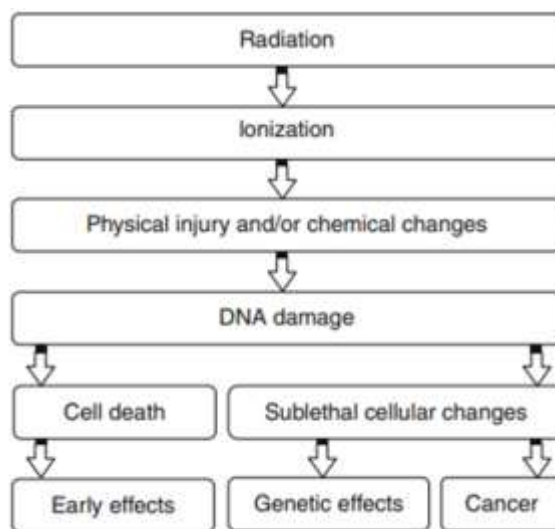 Radiation
Ionization
Physical injury and/or chemical changes
DNA damage
Cell death
Sublethal cellular changes
Early effects
Genetic effects
Cancer